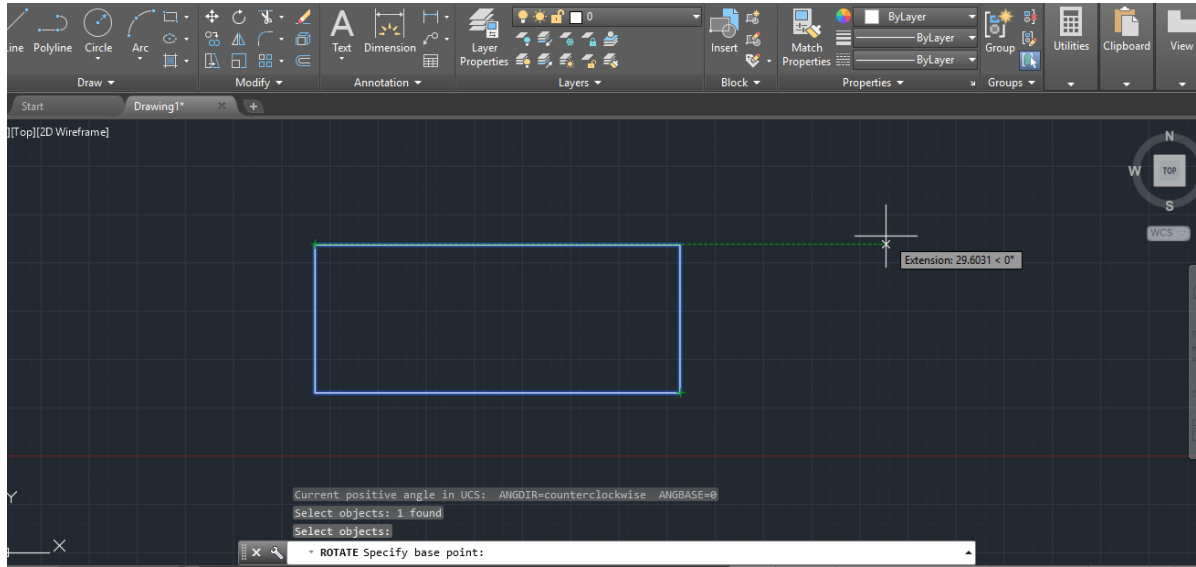 ine Polyline Circle Arc
Text Dimension
Layer
Properties
0
Insert
Match
Properties
ByLayer
ByLayer
ByLayer
Group
Utilities Clipboard View
Draw Modify Annotation Layers Block Properties Groups
Start Drawing1*
][Top][2D Wireframe]
N
W TOP
S
WCS
Extension: 29.6031 < 0°
Current positive angle in UCS: ANGDIR=counterclockwise ANGBASE=0
Select objects: 1 found
Select objects:
ROTATE Specify base point:
Y
X